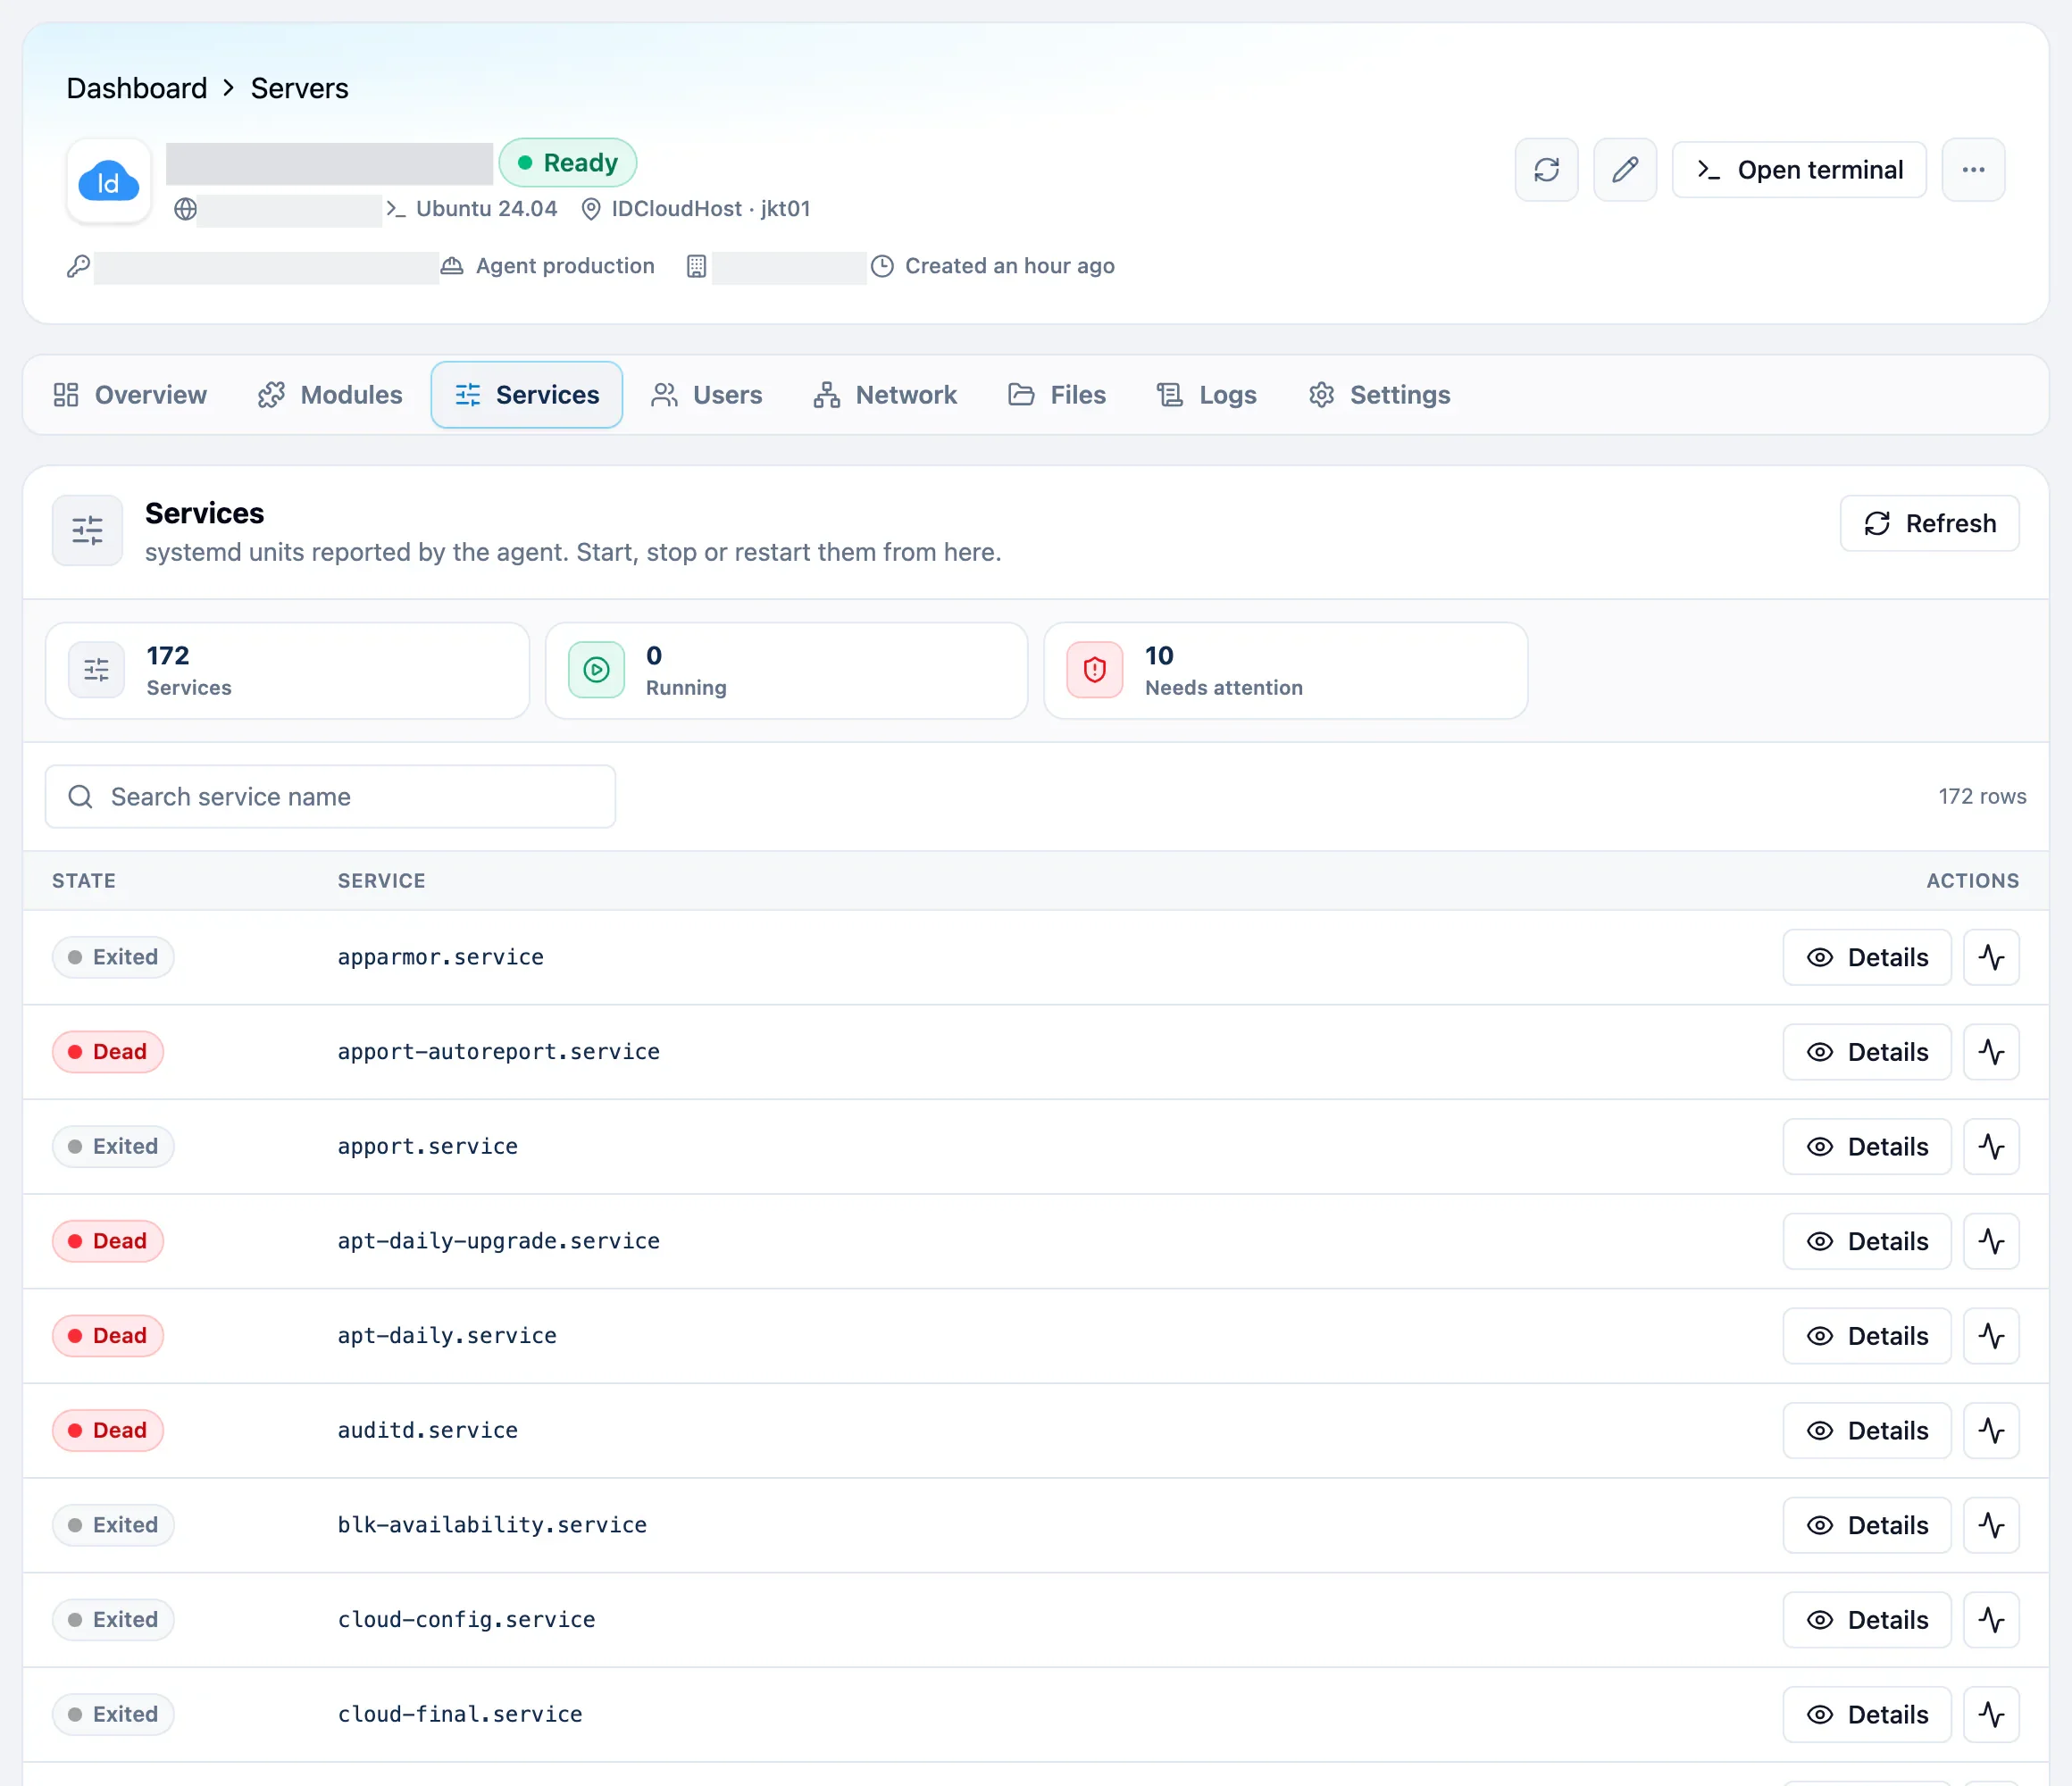 Dashboard > Servers
Id
Ready
Open terminal
Ubuntu 24.04 IDCloudHost · jkt01
Agent production Created an hour ago
Overview Modules Services Users Network Files Logs Settings
Services
systemd units reported by the agent. Start, stop or restart them from here.
Refresh
172
Services
0
Running
10
Needs attention
Search service name
172 rows
STATE SERVICE ACTIONS
Exited apparmor.service Details
Dead apport-autoreport.service Details
Exited apport.service Details
Dead apt-daily-upgrade.service Details
Dead apt-daily.service Details
Dead auditd.service Details
Exited blk-availability.service Details
Exited cloud-config.service Details
Exited cloud-final.service Details